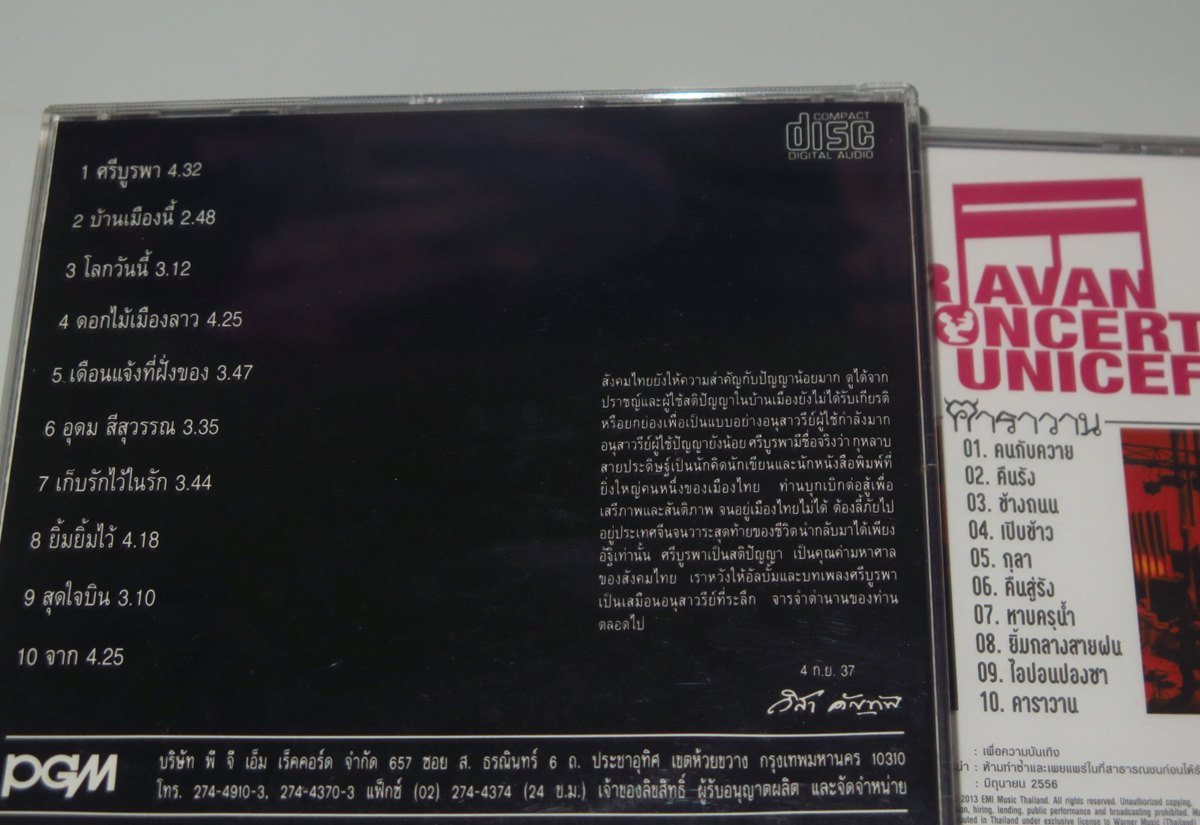 COMPACT
disc
DIGITAL AUDIO
1 ศรีบูรพา 4.32
2 บ้านเมืองนี้ 2.48
3 โลกวันนี้ 3.12
4 ดอกไม้เมืองลาว 4.25
5 เดือนแจ้งที่ฝั่งของ 3.47
6 อุดม สีสุวรรณ 3.35
7 เก็บรักไว้ในรัก 3.44
8 ยิ้มยิ้มไว้ 4.18
9 สุดใจบิน 3.10
10 จาก 4.25
สังคมไทยยังให้ความสำคัญกับปัญญาน้อยมาก ดูได้จาก
ปราชญ์และผู้ใช้สติปัญญาในบ้านเมืองยังไม่ได้รับเกียรติ
หรือยกย่องเพื่อเป็นแบบอย่างอนุสาวรีย์ผู้ใช้กำลังมาก
อนุสาวรีย์ผู้ใช้ปัญญายังน้อย ศรีบูรพามีชื่อจริงว่า กุหลาบ
สายประดิษฐ์เป็นนักคิดนักเขียนและนักหนังสือพิมพ์ที่
ยิ่งใหญ่คนหนึ่งของเมืองไทย ท่านบุกเบิกต่อสู้เพื่อ
เสรีภาพและสันติภาพ จนอยู่เมืองไทยไม่ได้ ต้องลี้ภัยไป
อยู่ประเทศจีนจนวาระสุดท้ายของชีวิตนำกลับมาได้เพียง
อัฐิเท่านั้น ศรีบูรพาเป็นสติปัญญา เป็นคุณค่ามหาศาล
ของสังคมไทย เราหวังให้อัลบั้มและบทเพลงศรีบูรพา
เป็นเสมือนอนุสาวรีย์ที่ระลึก จารจำตำนานของท่าน
ตลอดไป
4 ก.ย. 37
วิสา คัญทัพ
PGM
บริษัท พี จี เอ็ม เร็คคอร์ด จำกัด 657 ซอย ส. ธรณินทร์ 6 ถ. ประชาอุทิศ เขตห้วยขวาง กรุงเทพมหานคร 10310
โทร. 274-4910-3, 274-4370-3 แฟ็กซ์ (02) 274-4374 (24 ช.ม.) เจ้าของลิขสิทธิ์ ผู้รับอนุญาตผลิต และจัดจำหน่าย
RAVAN
ONCERT
UNICEF
คาราวาน
01. คนกับควาย
02. คืนรัง
03. ข้างถนน
04. เปิบข้าว
05. กุลา
06. คืนสู่รัง
07. หาบครุน้ำ
08. ยิ้มกลางสายฝน
09. ไอปอนปองซา
10. คาราวาน
: เพื่อความบันเทิง
: ห้ามทำซ้ำและเผยแพร่ในที่สาธารณชนก่อนได้รั
: มิถุนายน 2556
2013 EMI Music Thailand. All rights reserved. Unauthorized copying,
hiring, lending, public performance and broadcasting prohibited.
in Thailand under exclusive license to Warner Music (Thailand)